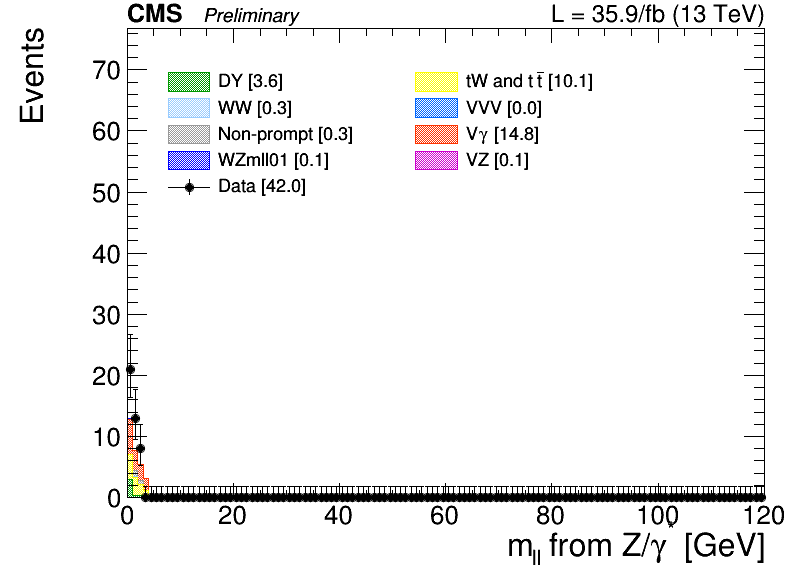 CMS Preliminary L = 35.9/fb (13 TeV)
Events
70
60
50
40
30
20
10
0
DY [3.6]
WW [0.3]
Non-prompt [0.3]
WZmll01 [0.1]
Data [42.0]
tW and tt̄ [10.1]
VVV [0.0]
Vγ [14.8]
VZ [0.1]
0 20 40 60 80 100 120
m_ll from Z/γ* [GeV]